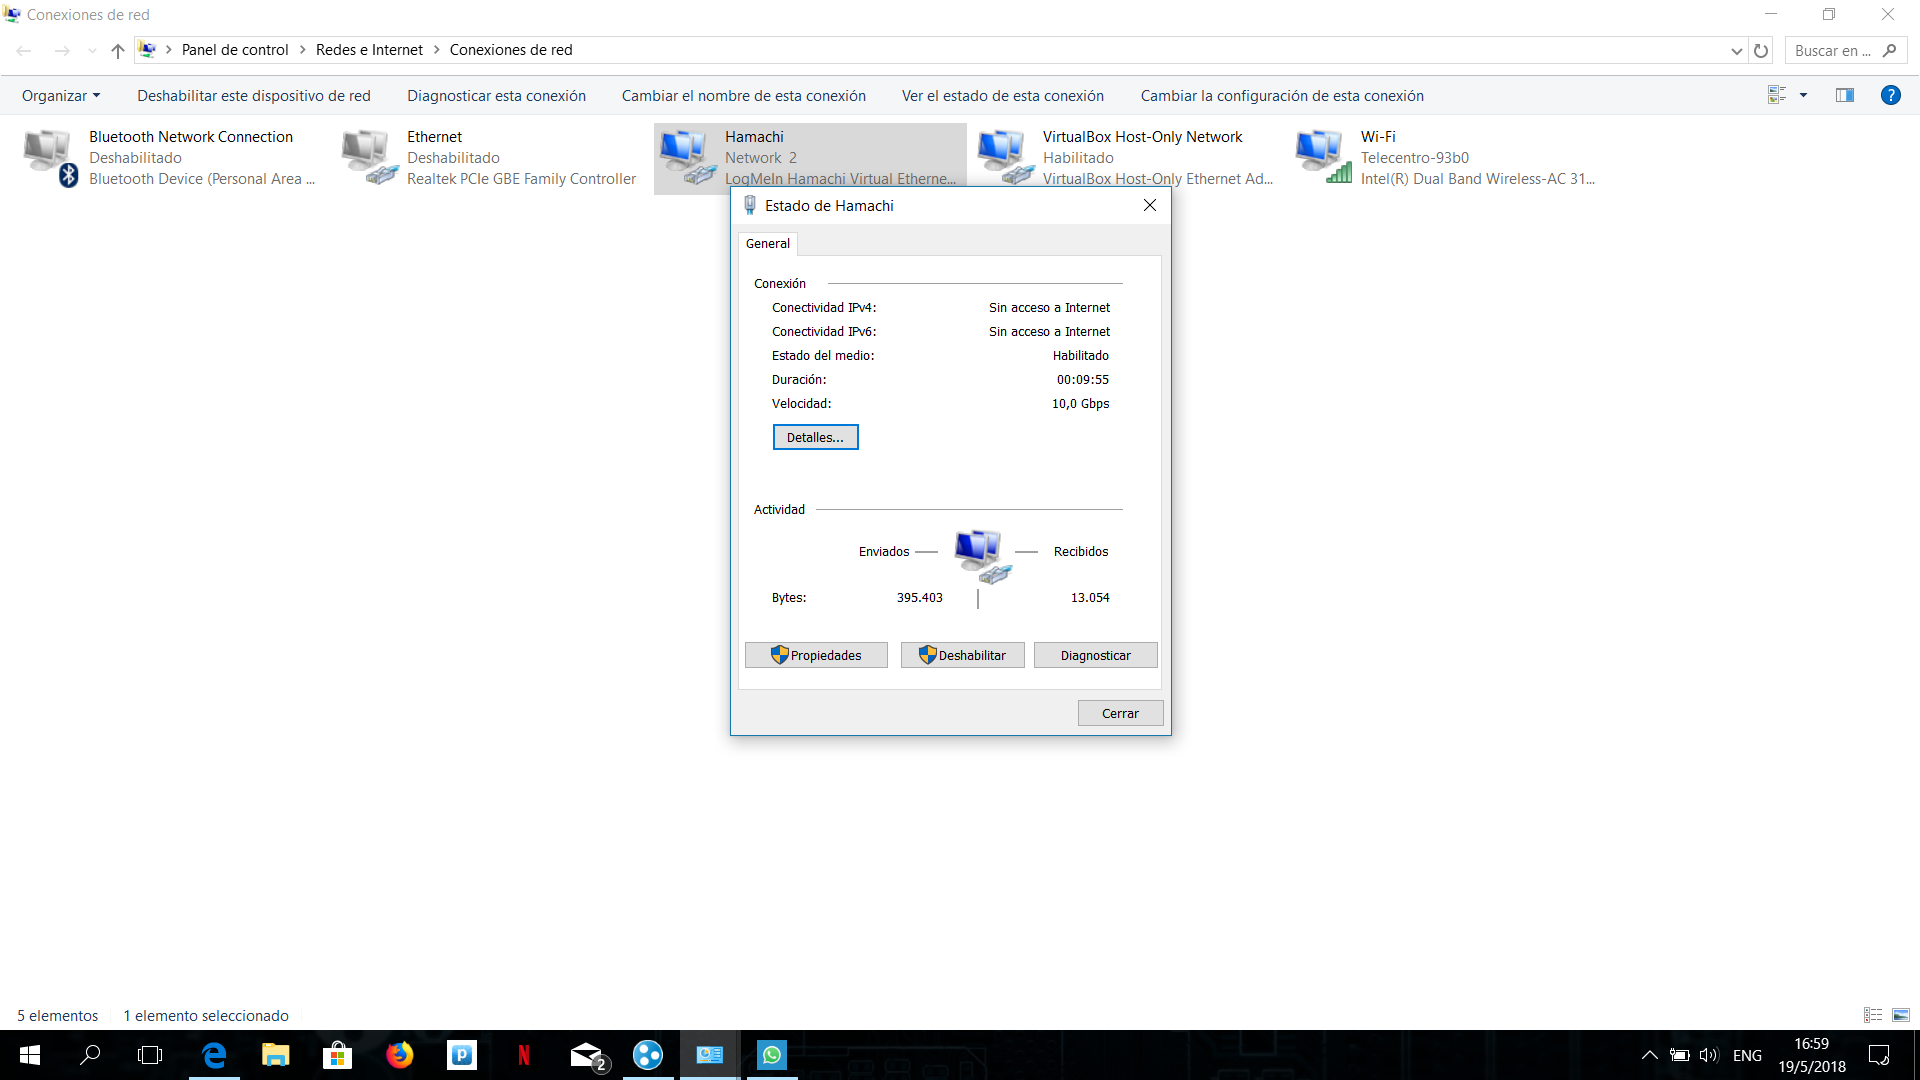 Conexiones de red
Panel de control > Redes e Internet > Conexiones de red
Buscar en ...
Organizar
Deshabilitar este dispositivo de red
Diagnosticar esta conexión
Cambiar el nombre de esta conexión
Ver el estado de esta conexión
Cambiar la configuración de esta conexión
?
Bluetooth Network Connection
Deshabilitado
Bluetooth Device (Personal Area ...
Ethernet
Deshabilitado
Realtek PCIe GBE Family Controller
Hamachi
Network 2
LogMeIn Hamachi Virtual Etherne...
VirtualBox Host-Only Network
Habilitado
VirtualBox Host-Only Ethernet Ad...
Wi-Fi
Telecentro-93b0
Intel(R) Dual Band Wireless-AC 31...
Estado de Hamachi
General
Conexión
Conectividad IPv4: Sin acceso a Internet
Conectividad IPv6: Sin acceso a Internet
Estado del medio: Habilitado
Duración: 00:09:55
Velocidad: 10,0 Gbps
Detalles...
Actividad
Enviados — Recibidos
Bytes: 395.403 | 13.054
Propiedades
Deshabilitar
Diagnosticar
Cerrar
5 elementos
1 elemento seleccionado
P
N
2
ENG
16:59
19/5/2018